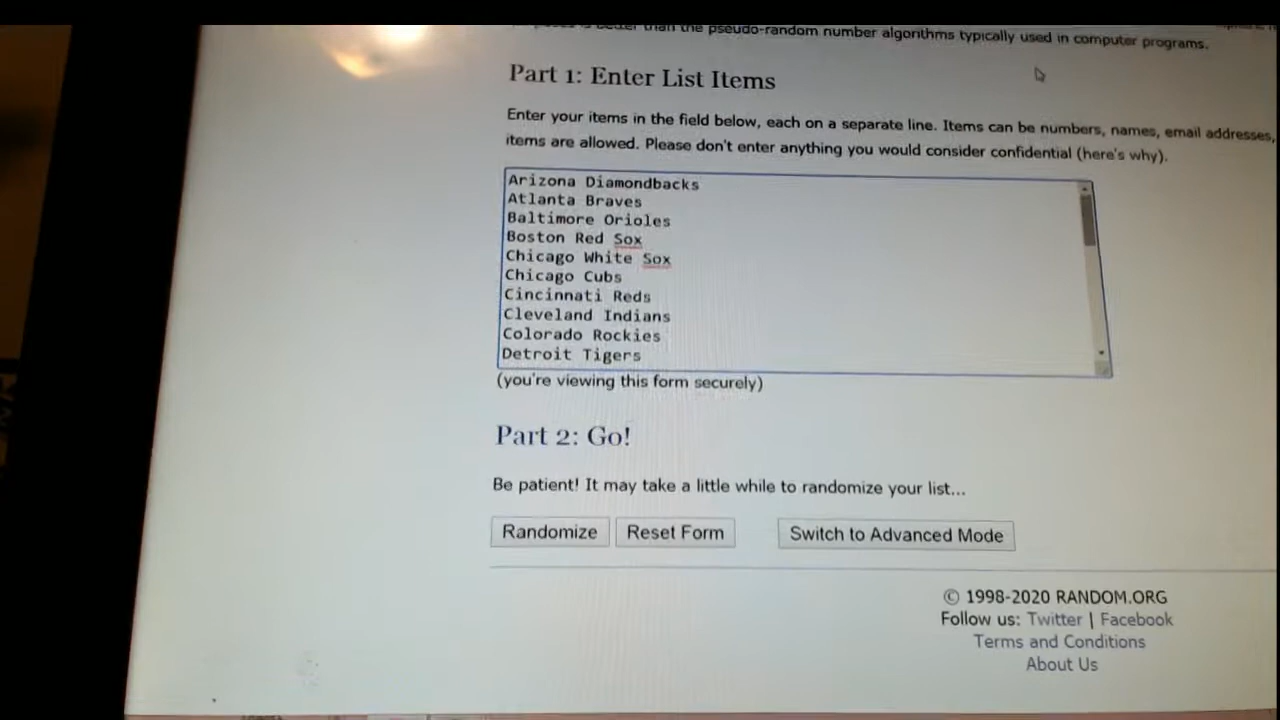 than the pseudo-random number algorithms typically used in computer programs.
Part 1: Enter List Items
Enter your items in the field below, each on a separate line. Items can be numbers, names, email addresses,
items are allowed. Please don't enter anything you would consider confidential (here's why).
Arizona Diamondbacks
Atlanta Braves
Baltimore Orioles
Boston Red Sox
Chicago White Sox
Chicago Cubs
Cincinnati Reds
Cleveland Indians
Colorado Rockies
Detroit Tigers
(you're viewing this form securely)
Part 2: Go!
Be patient! It may take a little while to randomize your list...
Randomize Reset Form Switch to Advanced Mode
© 1998-2020 RANDOM.ORG
Follow us: Twitter | Facebook
Terms and Conditions
About Us